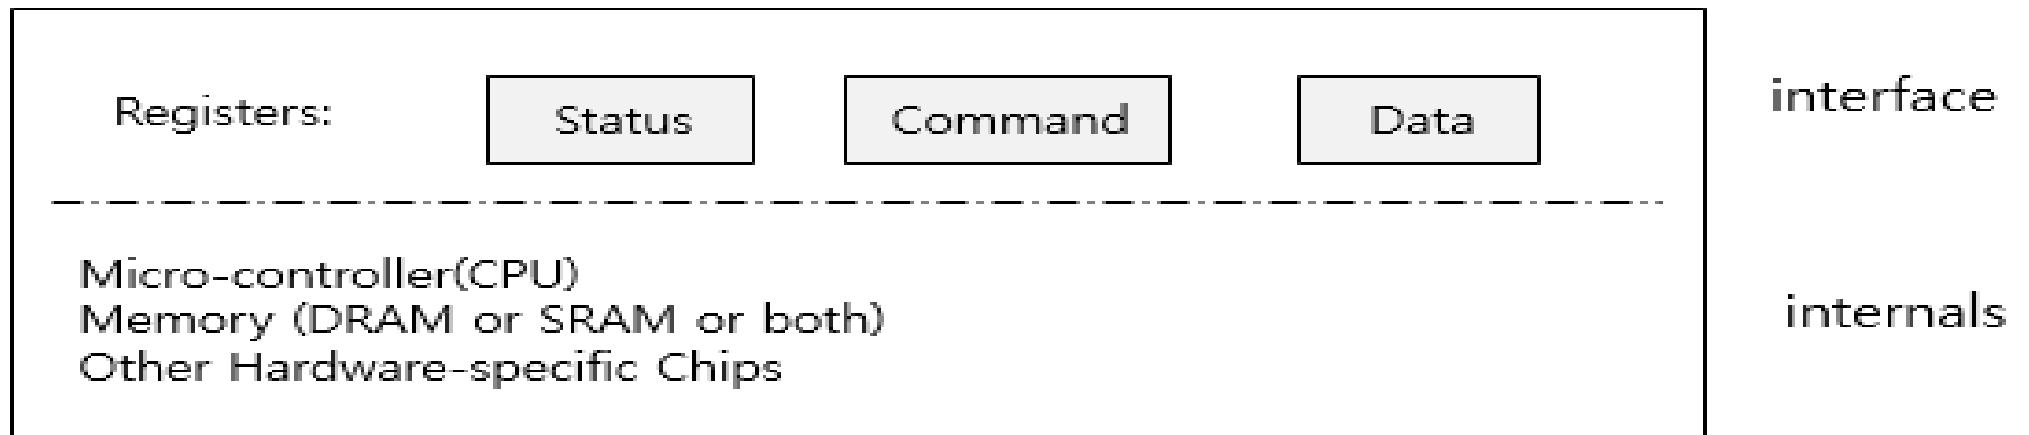 Registers: Status Command Data interface
Micro-controller(CPU)
Memory (DRAM or SRAM or both) internals
Other Hardware-specific Chips